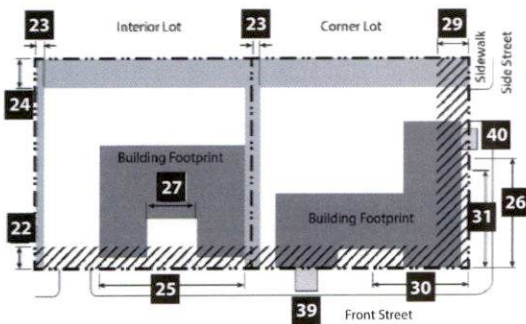 23
Interior Lot
23
Corner Lot
29
Sidewalk
Side Street
24
40
Building Footprint
27
26
31
Building Footprint
22
25
39
30
Front Street